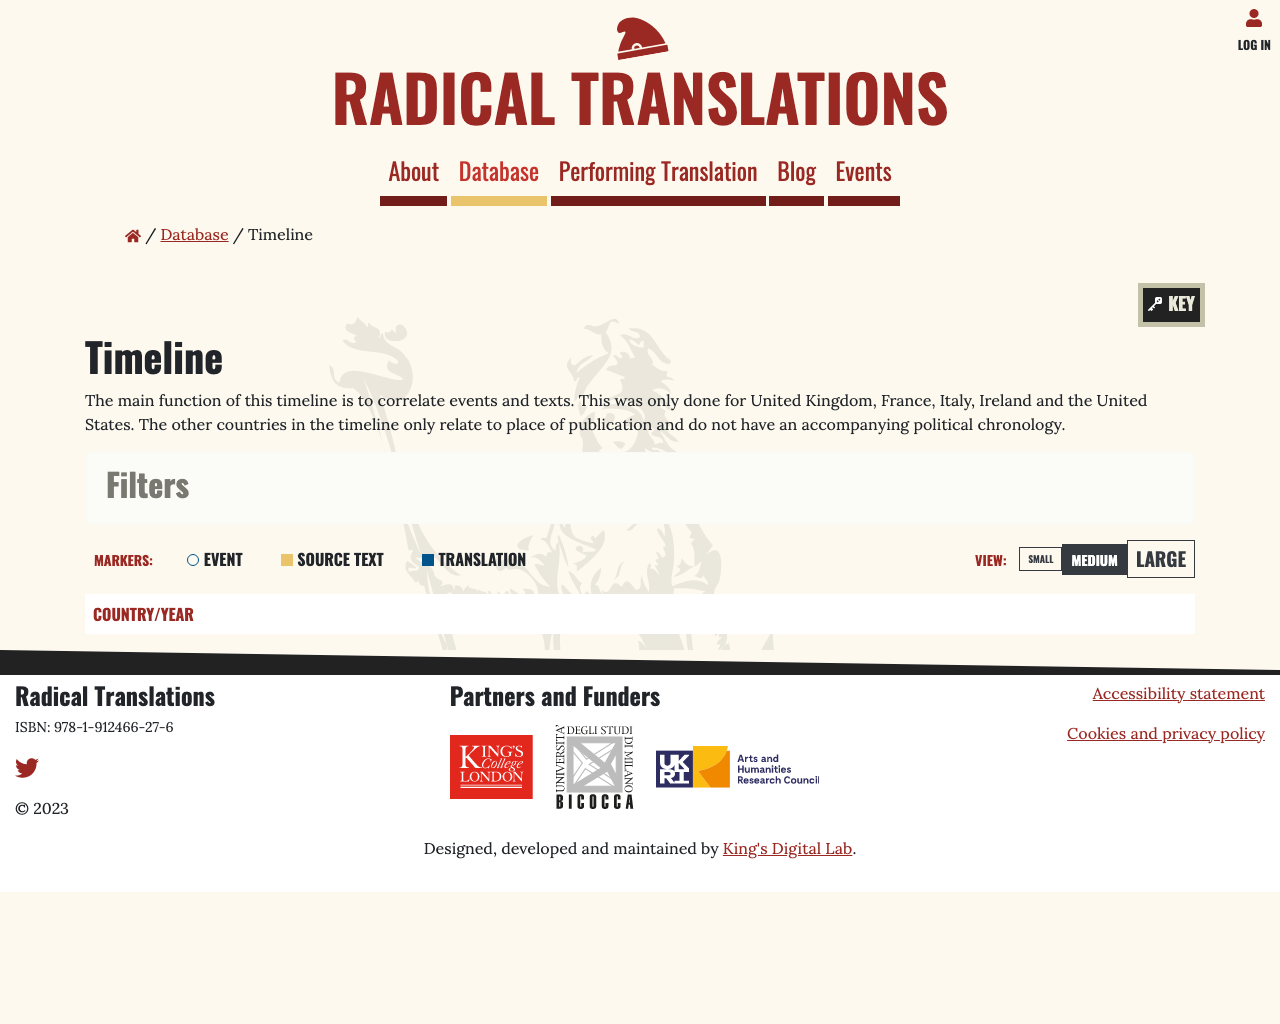 LOG IN
RADICAL TRANSLATIONS
About Database Performing Translation Blog Events
/ Database / Timeline
KEY
Timeline
The main function of this timeline is to correlate events and texts. This was only done for United Kingdom, France, Italy, Ireland and the United
States. The other countries in the timeline only relate to place of publication and do not have an accompanying political chronology.
Filters
MARKERS: EVENT SOURCE TEXT TRANSLATION VIEW: SMALL MEDIUM LARGE
COUNTRY/YEAR
Radical Translations
ISBN: 978-1-912466-27-6
© 2023
Partners and Funders
KING'S
College
LONDON
UNIVERSITA'
DEGLI STUDI
DI MILANO
BICOCCA
UKRI
Arts and
Humanities
Research Council
Accessibility statement
Cookies and privacy policy
Designed, developed and maintained by King's Digital Lab.